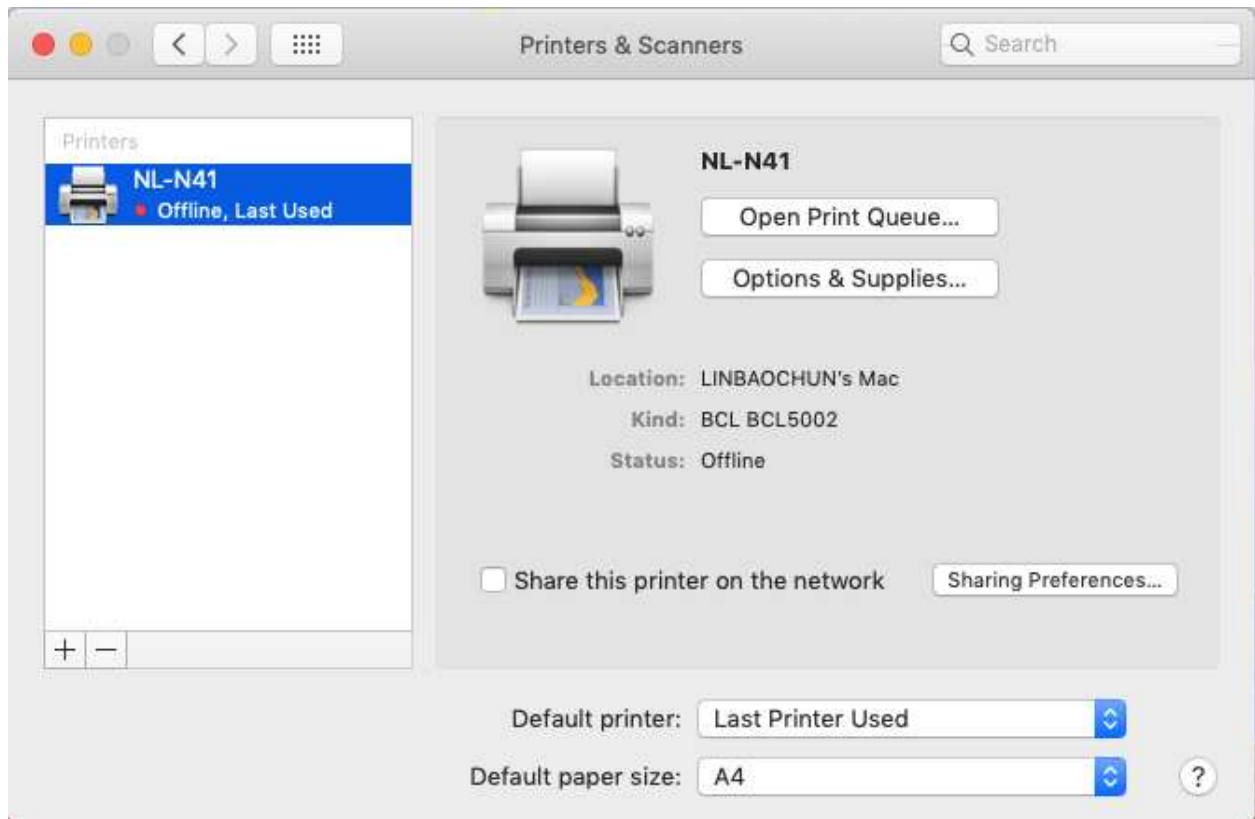 Printers & Scanners
Search
Printers
NL-N41
Offline, Last Used
NL-N41
Open Print Queue...
Options & Supplies...
Location: LINBAOCHUN's Mac
Kind: BCL BCL5002
Status: Offline
Share this printer on the network
Sharing Preferences...
+ −
Default printer: Last Printer Used
Default paper size: A4
?